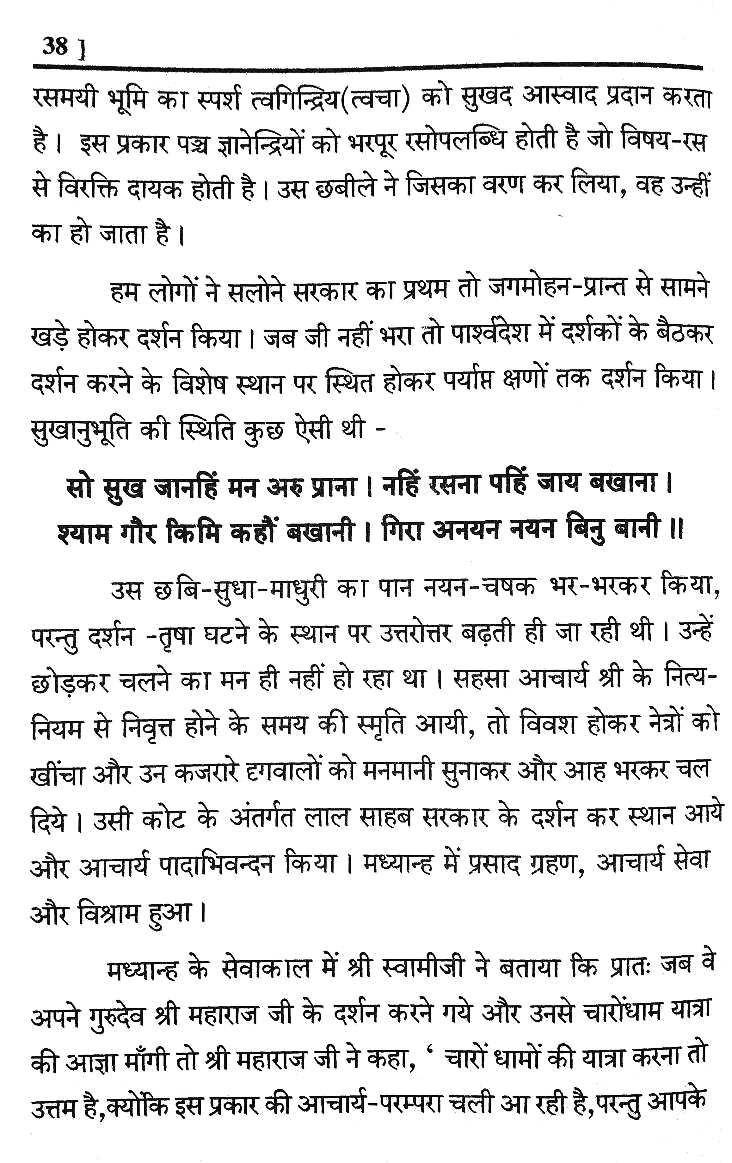 38 ]
रसमयी भूमि का स्पर्श त्वगिन्द्रिय(त्वचा) को सुखद आस्वाद प्रदान करता
है। इस प्रकार पञ्च ज्ञानेन्द्रियों को भरपूर रसोपलब्धि होती है जो विषय-रस
से विरक्ति दायक होती है। उस छबीले ने जिसका वरण कर लिया, वह उन्हीं
का हो जाता है।
हम लोगों ने सलोने सरकार का प्रथम तो जगमोहन-प्रान्त से सामने
खड़े होकर दर्शन किया। जब जी नहीं भरा तो पार्श्वदेश में दर्शकों के बैठकर
दर्शन करने के विशेष स्थान पर स्थित होकर पर्याप्त क्षणों तक दर्शन किया।
सुखानुभूति की स्थिति कुछ ऐसी थी -
सो सुख जानहिं मन अरु प्राना। नहिं रसना पहिं जाय बखाना।
श्याम गौर किमि कहौं बखानी। गिरा अनयन नयन बिनु बानी॥
उस छबि-सुधा-माधुरी का पान नयन-चषक भर-भरकर किया,
परन्तु दर्शन -तृषा घटने के स्थान पर उत्तरोत्तर बढ़ती ही जा रही थी। उन्हें
छोड़कर चलने का मन ही नहीं हो रहा था। सहसा आचार्य श्री के नित्य-
नियम से निवृत्त होने के समय की स्मृति आयी, तो विवश होकर नेत्रों को
खींचा और उन कजरारे दृगवालों को मनमानी सुनाकर और आह भरकर चल
दिये। उसी कोट के अंतर्गत लाल साहब सरकार के दर्शन कर स्थान आये
और आचार्य पादाभिवन्दन किया। मध्यान्ह में प्रसाद ग्रहण, आचार्य सेवा
और विश्राम हुआ।
मध्यान्ह के सेवाकाल में श्री स्वामीजी ने बताया कि प्रातः जब वे
अपने गुरुदेव श्री महाराज जी के दर्शन करने गये और उनसे चारोंधाम यात्रा
की आज्ञा माँगी तो श्री महाराज जी ने कहा, ‘ चारों धामों की यात्रा करना तो
उत्तम है,क्योंकि इस प्रकार की आचार्य-परम्परा चली आ रही है,परन्तु आपके